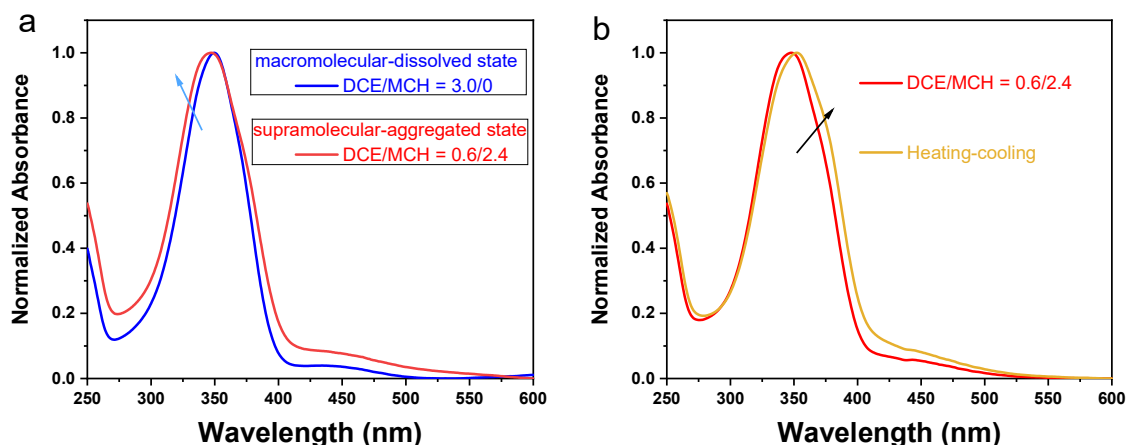 a
macromolecular-dissolved state
DCE/MCH = 3.0/0
supramolecular-aggregated state
DCE/MCH = 0.6/2.4
Normalized Absorbance
1.0
0.8
0.6
0.4
0.2
0.0
250 300 350 400 450 500 550 600
Wavelength (nm)
b
DCE/MCH = 0.6/2.4
Heating-cooling
Normalized Absorbance
1.0
0.8
0.6
0.4
0.2
0.0
250 300 350 400 450 500 550 600
Wavelength (nm)